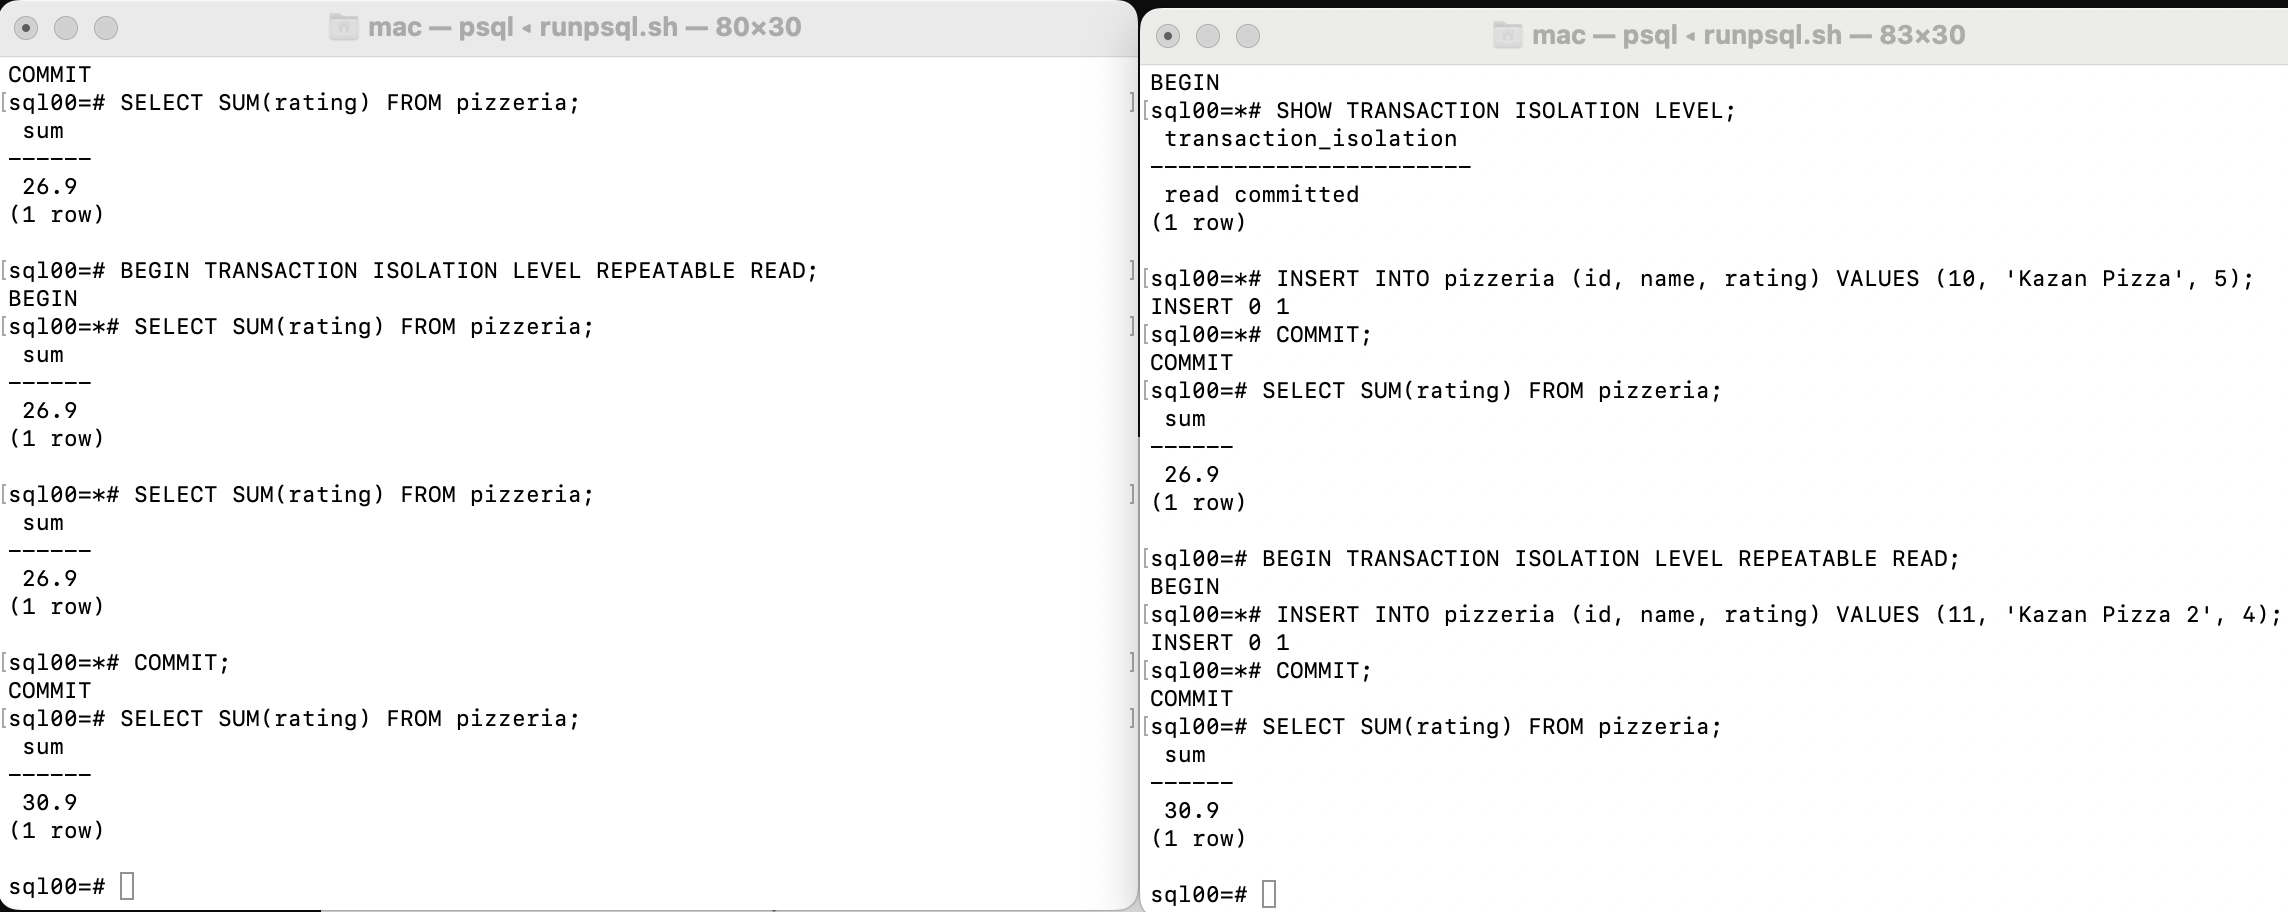 mac — psql ◂ runpsql.sh — 80×30
COMMIT
[sql00=# SELECT SUM(rating) FROM pizzeria; ]
 sum
------
 26.9
(1 row)

[sql00=# BEGIN TRANSACTION ISOLATION LEVEL REPEATABLE READ; ]
BEGIN
[sql00=*# SELECT SUM(rating) FROM pizzeria; ]
 sum
------
 26.9
(1 row)

[sql00=*# SELECT SUM(rating) FROM pizzeria; ]
 sum
------
 26.9
(1 row)

[sql00=*# COMMIT; ]
COMMIT
[sql00=# SELECT SUM(rating) FROM pizzeria; ]
 sum
------
 30.9
(1 row)

sql00=#
mac — psql ◂ runpsql.sh — 83×30
BEGIN
[sql00=*# SHOW TRANSACTION ISOLATION LEVEL;
 transaction_isolation
-----------------------
 read committed
(1 row)

[sql00=*# INSERT INTO pizzeria (id, name, rating) VALUES (10, 'Kazan Pizza', 5);
INSERT 0 1
[sql00=*# COMMIT;
COMMIT
[sql00=# SELECT SUM(rating) FROM pizzeria;
 sum
------
 26.9
(1 row)

[sql00=# BEGIN TRANSACTION ISOLATION LEVEL REPEATABLE READ;
BEGIN
[sql00=*# INSERT INTO pizzeria (id, name, rating) VALUES (11, 'Kazan Pizza 2', 4);
INSERT 0 1
[sql00=*# COMMIT;
COMMIT
[sql00=# SELECT SUM(rating) FROM pizzeria;
 sum
------
 30.9
(1 row)

sql00=#